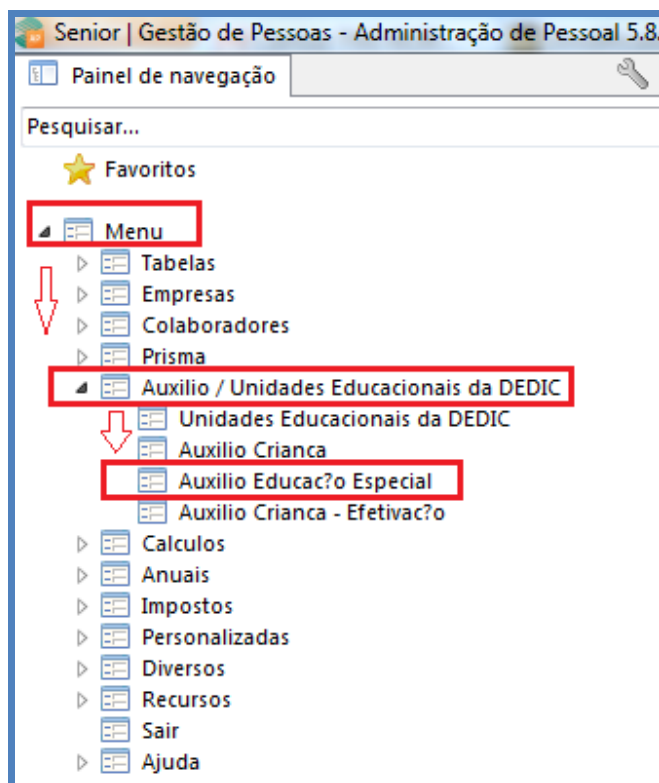 Senior | Gestão de Pessoas - Administração de Pessoal 5.8.
Painel de navegação
Pesquisar...
Favoritos
Menu
Tabelas
Empresas
Colaboradores
Prisma
Auxilio / Unidades Educacionais da DEDIC
Unidades Educacionais da DEDIC
Auxilio Crianca
Auxilio Educac?o Especial
Auxilio Crianca - Efetivac?o
Calculos
Anuais
Impostos
Personalizadas
Diversos
Recursos
Sair
Ajuda